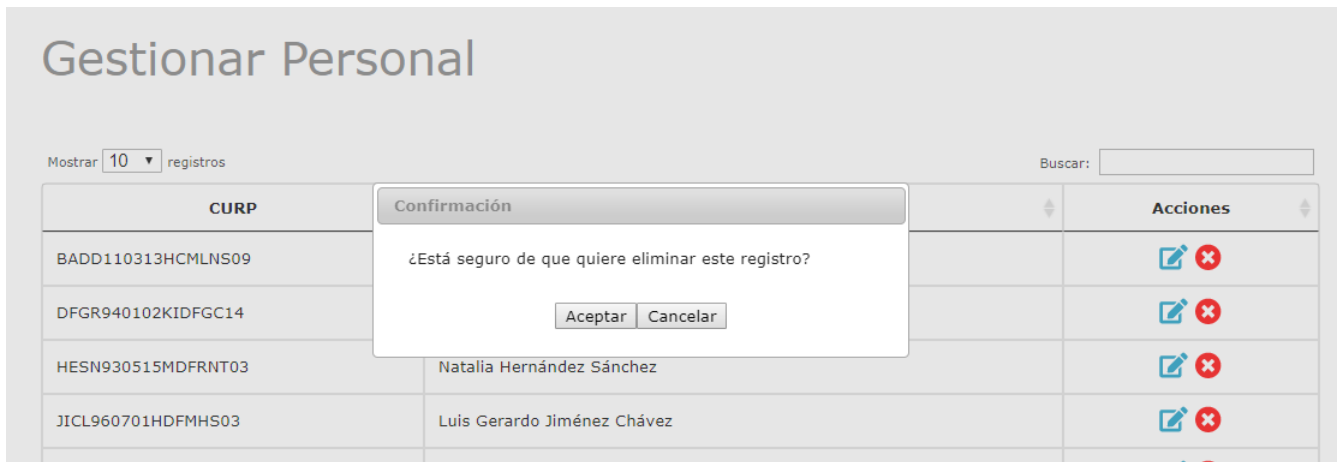 Gestionar Personal
Mostrar 10 registros Buscar:
CURP Acciones
Confirmación
¿Está seguro de que quiere eliminar este registro?
Aceptar Cancelar
BADD110313HCMLNS09
DFGR940102KIDFGC14
HESN930515MDFRNT03 Natalia Hernández Sánchez
JICL960701HDFMHS03 Luis Gerardo Jiménez Chávez